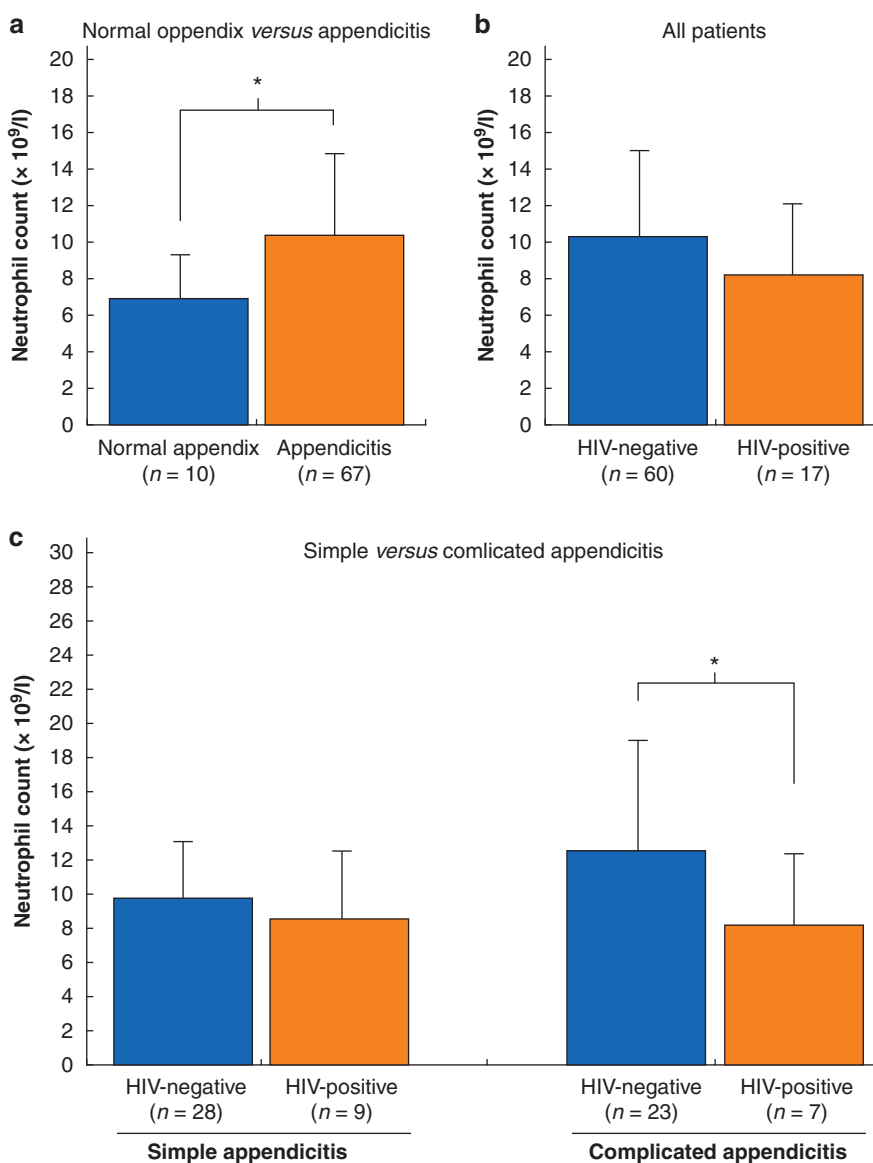 a
Normal oppendix versus appendicitis
20
18
16
14
12
10
8
6
4
2
0
Neutrophil count (× 10⁹/l)
*
Normal appendix
(n = 10)
Appendicitis
(n = 67)
b
All patients
20
18
16
14
12
10
8
6
4
2
0
Neutrophil count (× 10⁹/l)
HIV-negative
(n = 60)
HIV-positive
(n = 17)
c
Simple versus comlicated appendicitis
30
28
26
24
22
20
18
16
14
12
10
8
6
4
2
0
Neutrophil count (× 10⁹/l)
*
HIV-negative
(n = 28)
HIV-positive
(n = 9)
Simple appendicitis
HIV-negative
(n = 23)
HIV-positive
(n = 7)
Complicated appendicitis